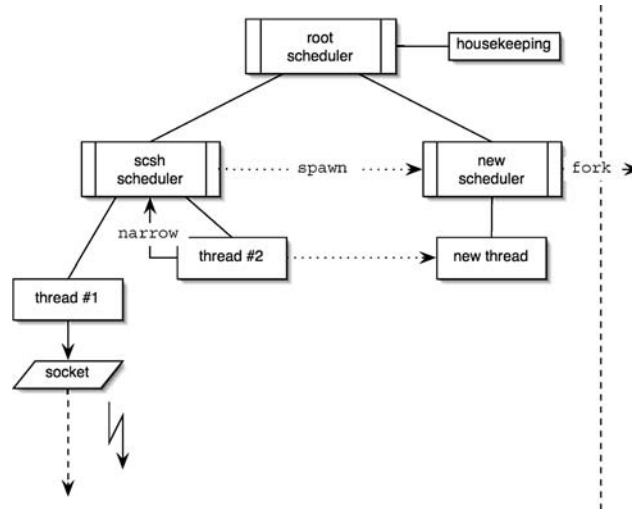 root
scheduler
housekeeping
scsh
scheduler
spawn
new
scheduler
fork
narrow
thread #2
new thread
thread #1
socket